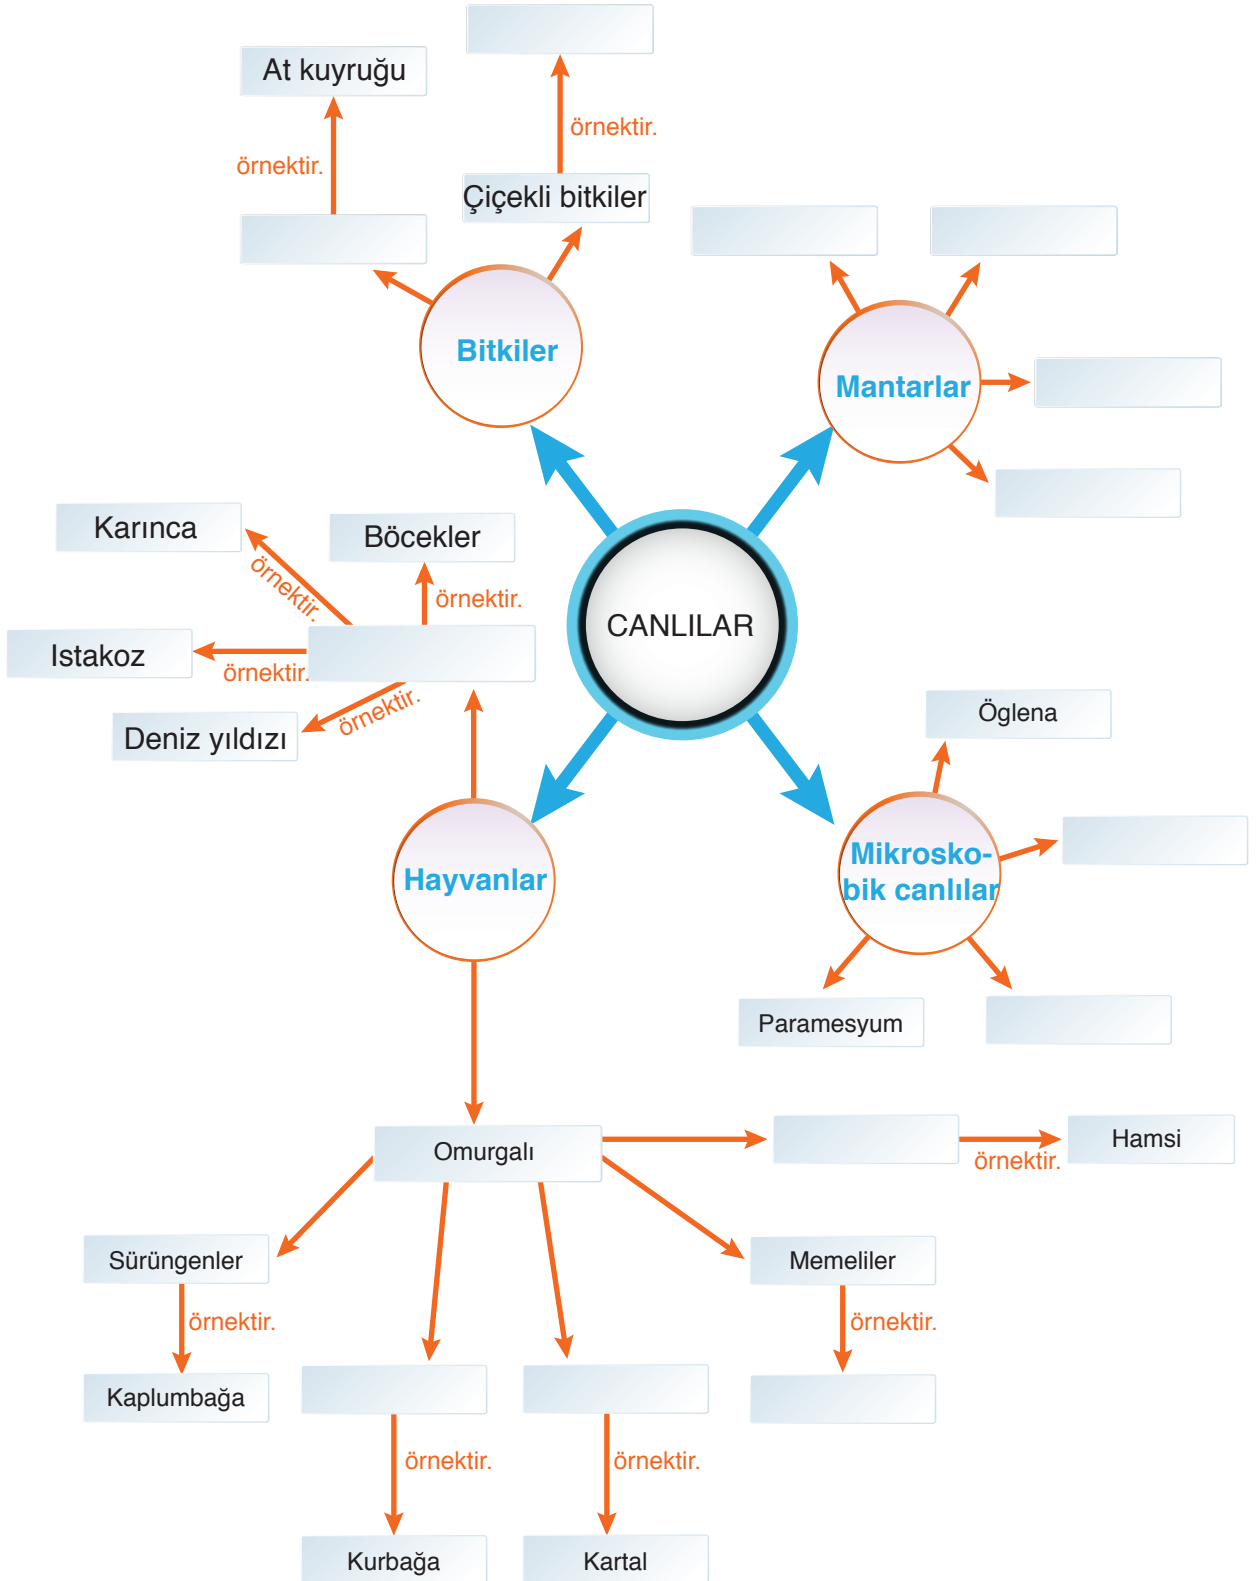 At kuyruğu
örnektir.
örnektir.
Çiçekli bitkiler
Bitkiler
Mantarlar
Karınca
Böcekler
örnektir.
örnektir.
CANLILAR
Istakoz
örnektir.
örnektir.
Deniz yıldızı
Öglena
Hayvanlar
Mikrosko-
bik canlılar
Paramesyum
Omurgalı
örnektir.
Hamsi
Sürüngenler
Memeliler
örnektir.
örnektir.
Kaplumbağa
örnektir.
örnektir.
Kurbağa
Kartal